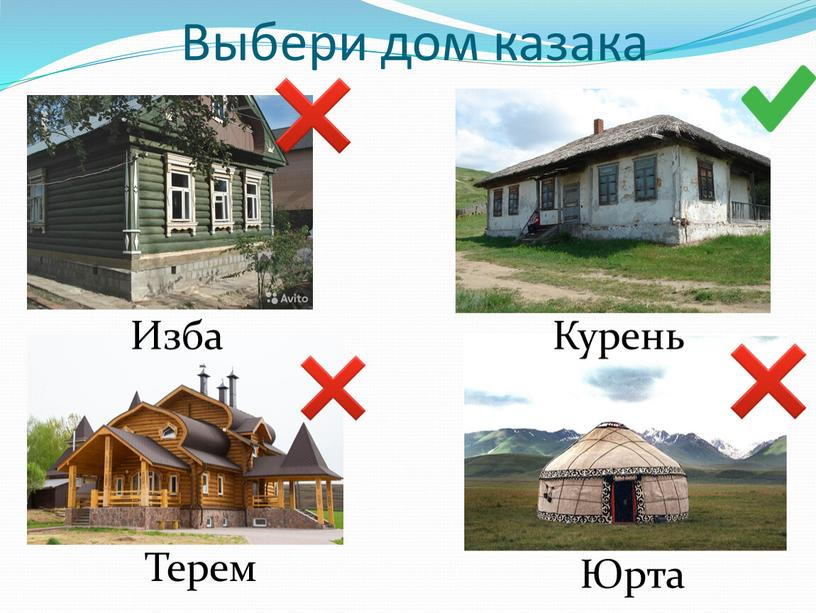 Выбери дом казака
Avito
Изба
Курень
Терем
Юрта